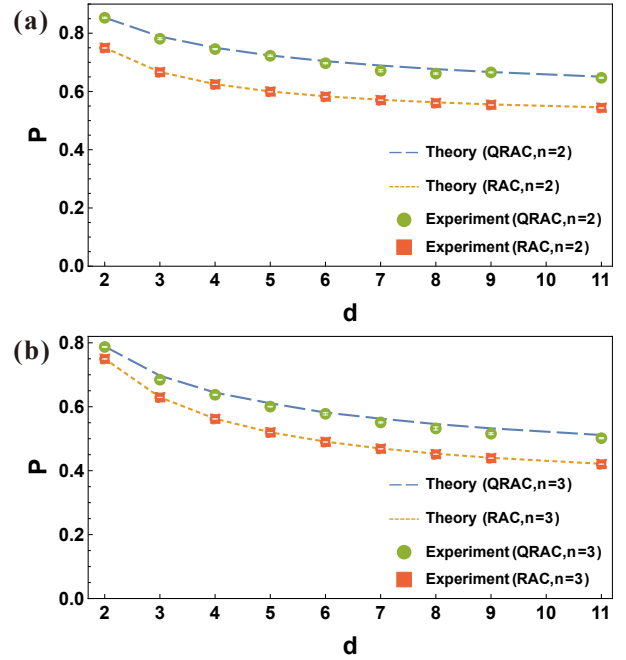 (a)
P
0.8
0.6
0.4
0.2
0.0
Theory (QRAC,n=2)
Theory (RAC,n=2)
Experiment (QRAC,n=2)
Experiment (RAC,n=2)
2 3 4 5 6 7 8 9 10 11
d
(b)
P
0.8
0.6
0.4
0.2
0.0
Theory (QRAC,n=3)
Theory (RAC,n=3)
Experiment (QRAC,n=3)
Experiment (RAC,n=3)
2 3 4 5 6 7 8 9 10 11
d